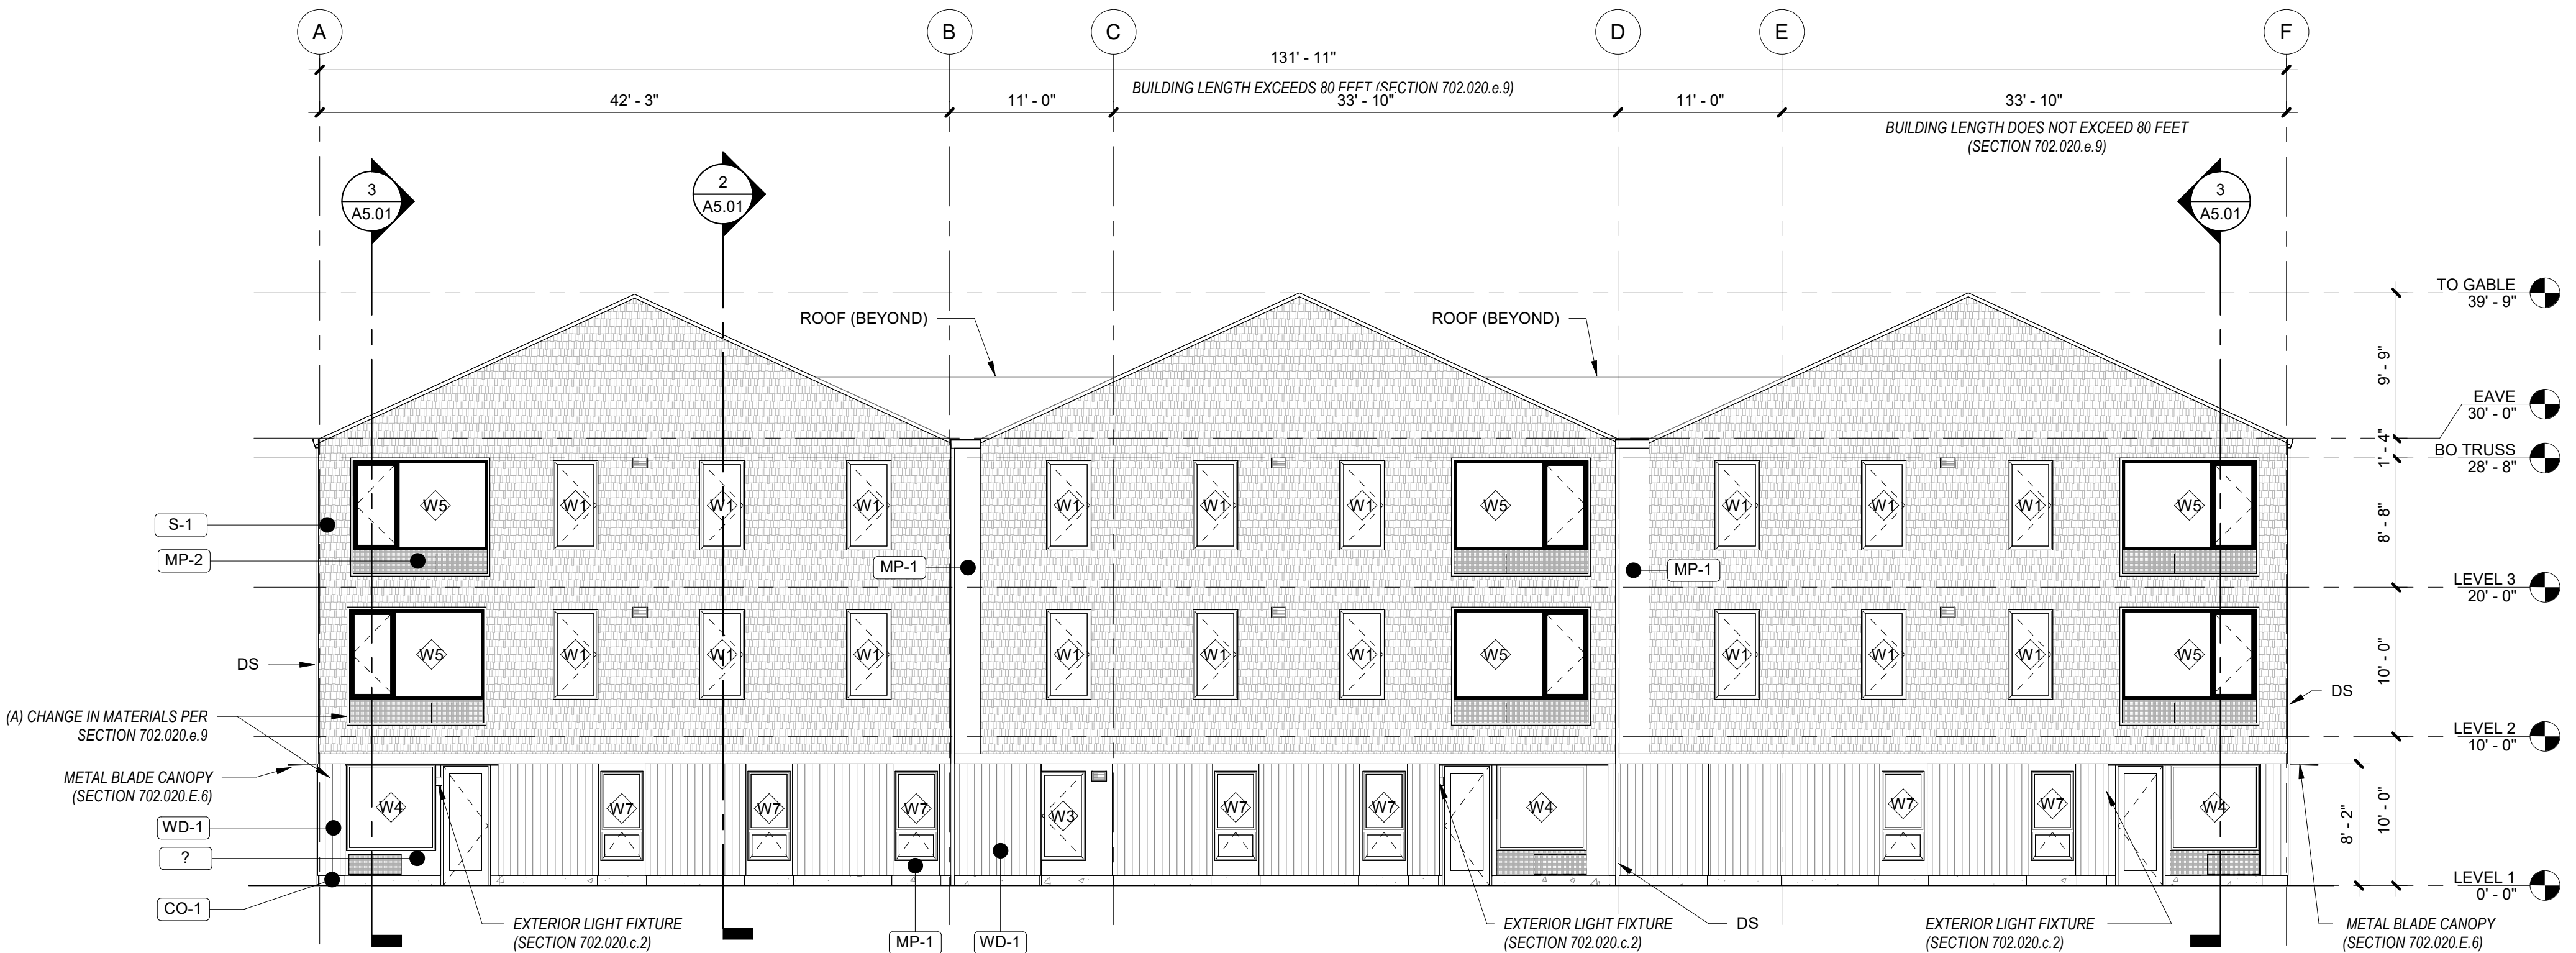 A
B
C
D
E
F
131' - 11"
BUILDING LENGTH EXCEEDS 80 FEET (SECTION 702.020.e.9)
42' - 3"
11' - 0"
33' - 10"
11' - 0"
33' - 10"
BUILDING LENGTH DOES NOT EXCEED 80 FEET
(SECTION 702.020.e.9)
3
A5.01
2
A5.01
3
A5.01
TO GABLE
39' - 9"
ROOF (BEYOND)
ROOF (BEYOND)
9' - 9"
EAVE
30' - 0"
1' - 4"
BO TRUSS
28' - 8"
S-1
W5
W1
W1
W1
W1
W1
W1
W5
W1
W1
W1
W5
8' - 8"
MP-2
MP-1
MP-1
LEVEL 3
20' - 0"
DS
W5
W1
W1
W1
W1
W1
W1
W5
W1
W1
W1
W5
10' - 0"
DS
(A) CHANGE IN MATERIALS PER
SECTION 702.020.e.9
LEVEL 2
10' - 0"
METAL BLADE CANOPY
(SECTION 702.020.E.6)
W4
W7
W7
W7
W3
W7
W7
W4
W7
W7
W4
8' - 2"
10' - 0"
WD-1
?
CO-1
LEVEL 1
0' - 0"
EXTERIOR LIGHT FIXTURE
(SECTION 702.020.c.2)
MP-1
WD-1
EXTERIOR LIGHT FIXTURE
(SECTION 702.020.c.2)
DS
EXTERIOR LIGHT FIXTURE
(SECTION 702.020.c.2)
METAL BLADE CANOPY
(SECTION 702.020.E.6)